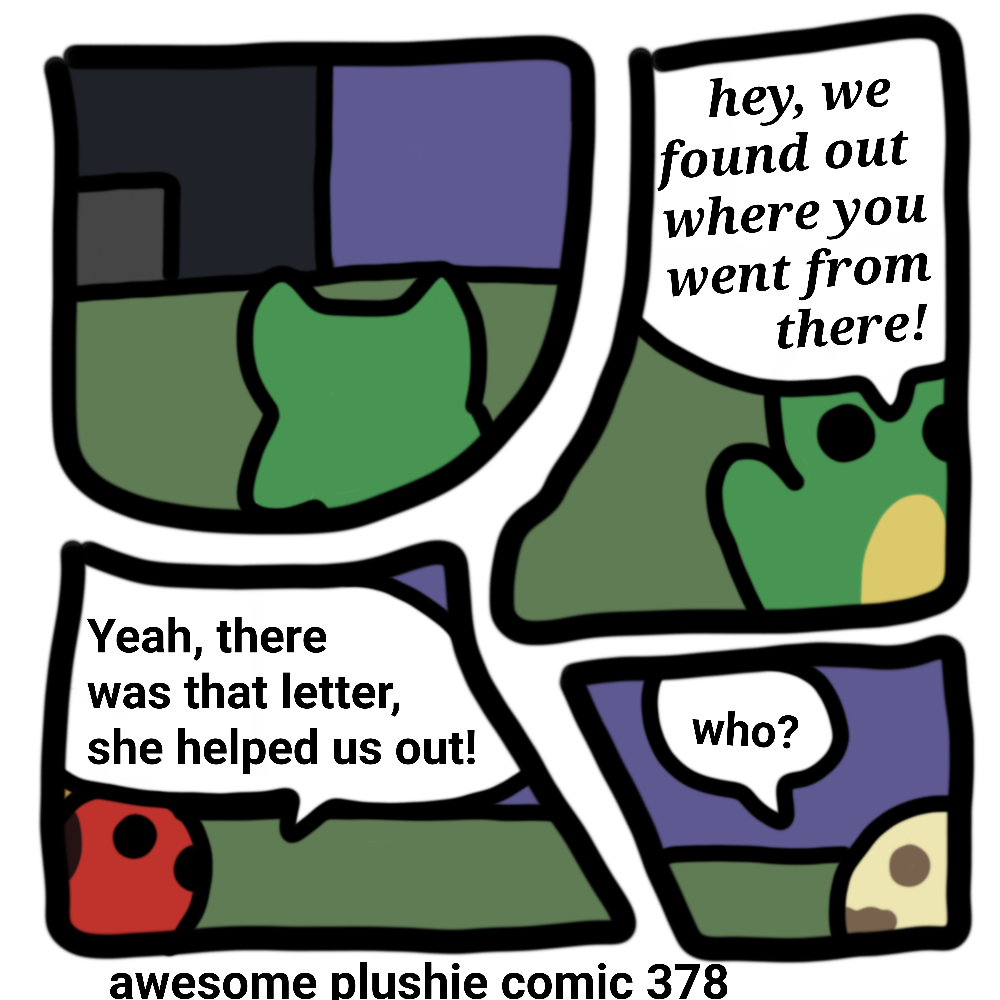 hey, we
found out
where you
went from
there!
Yeah, there
was that letter,
she helped us out!
who?
awesome plushie comic 378